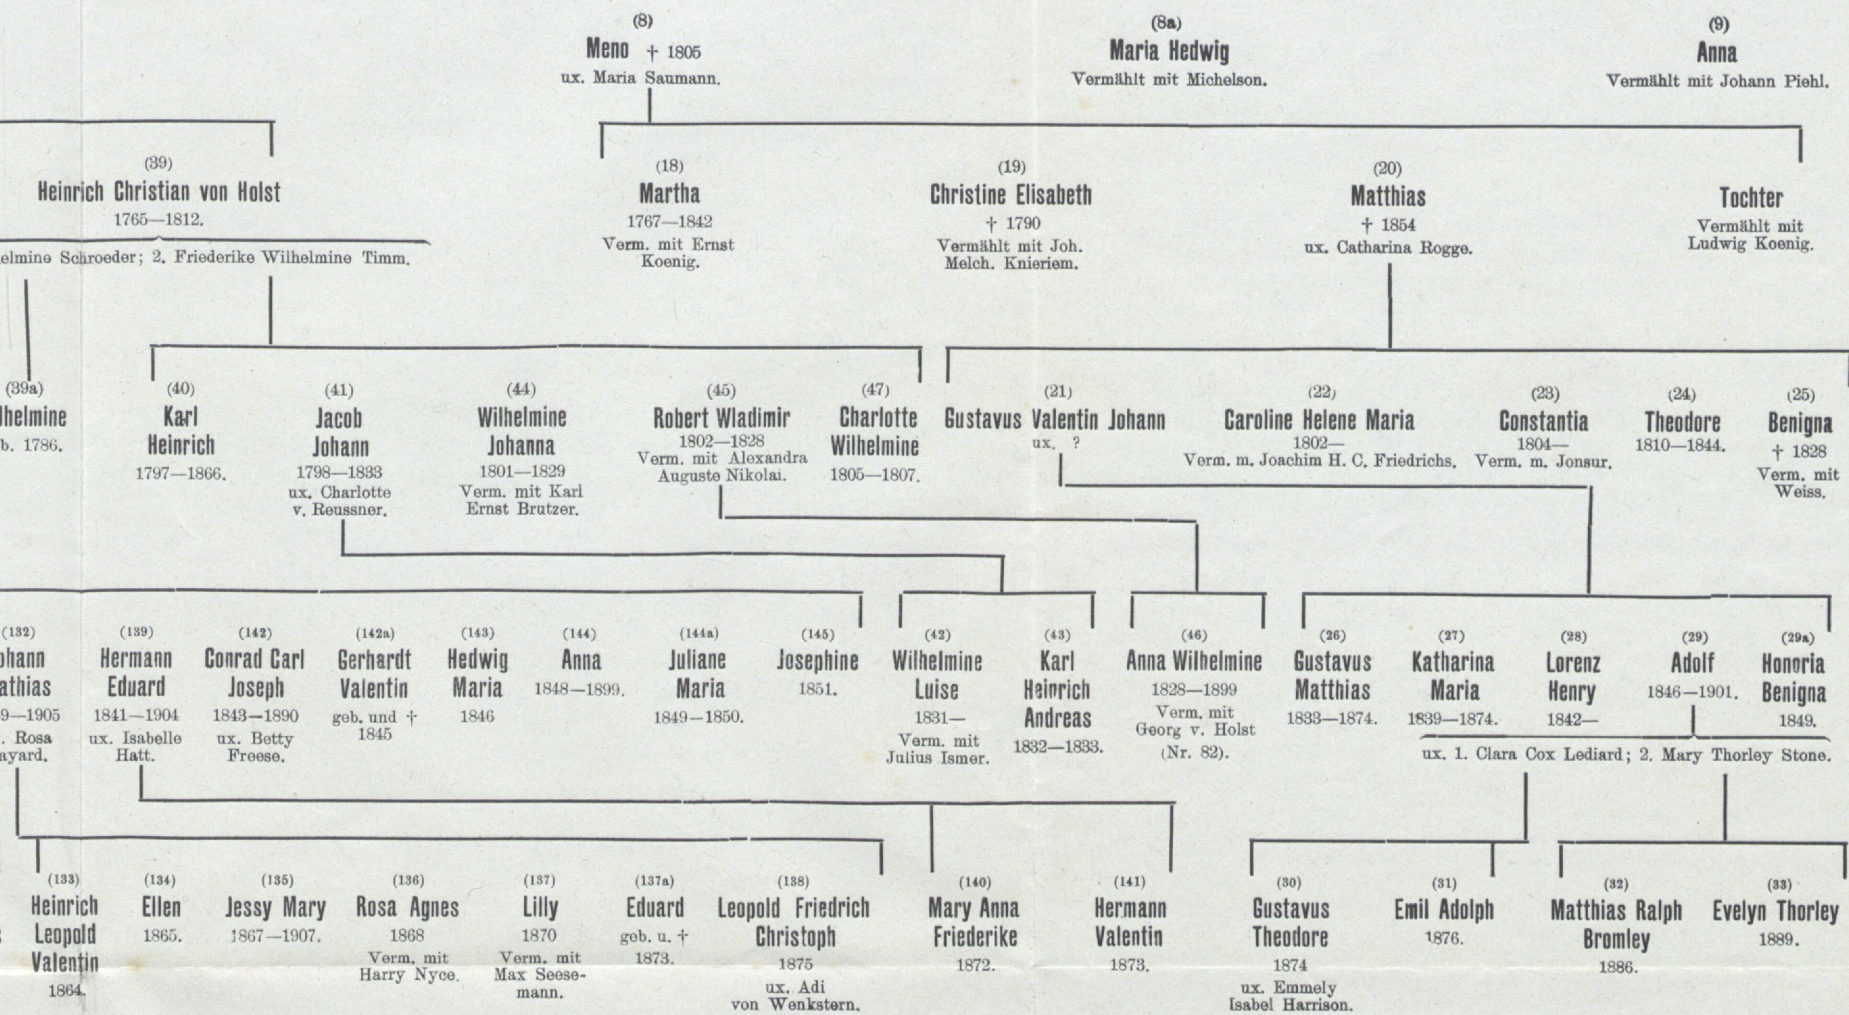 (8)
Meno † 1805
ux. Maria Saumann.
(8a)
Maria Hedwig
Vermählt mit Michelson.
(9)
Anna
Vermählt mit Johann Piehl.
(39)
Heinrich Christian von Holst
1765—1812.
elmine Schroeder; 2. Friederike Wilhelmine Timm.
(18)
Martha
1767—1842
Verm. mit Ernst
Koenig.
(19)
Christine Elisabeth
† 1790
Vermählt mit Joh.
Melch. Knieriem.
(20)
Matthias
† 1854
ux. Catharina Rogge.
Tochter
Vermählt mit
Ludwig Koenig.
(39a)
lhelmine
b. 1786.
(40)
Karl
Heinrich
1797—1866.
(41)
Jacob
Johann
1798—1833
ux. Charlotte
v. Reussner.
(44)
Wilhelmine
Johanna
1801—1829
Verm. mit Karl
Ernst Brutzer.
(45)
Robert Wladimir
1802—1828
Verm. mit Alexandra
Auguste Nikolai.
(47)
Charlotte
Wilhelmine
1805—1807.
(21)
Gustavus Valentin Johann
ux. ?
(22)
Caroline Helene Maria
1802—
Verm. m. Joachim H. C. Friedrichs.
(23)
Constantia
1804—
Verm. m. Jonsur.
(24)
Theodore
1810—1844.
(25)
Benigna
† 1828
Verm. mit
Weiss.
(132)
ohann
athias
9—1905
. Rosa
ayard.
(139)
Hermann
Eduard
1841—1904
ux. Isabelle
Hatt.
(142)
Conrad Carl
Joseph
1843—1890
ux. Betty
Freese.
(142a)
Gerhardt
Valentin
geb. und †
1845
(143)
Hedwig
Maria
1846
(144)
Anna
1848—1899.
(144a)
Juliane
Maria
1849—1850.
(145)
Josephine
1851.
(42)
Wilhelmine
Luise
1831—
Verm. mit
Julius Ismer.
(43)
Karl
Heinrich
Andreas
1832—1833.
(46)
Anna Wilhelmine
1828—1899
Verm. mit
Georg v. Holst
(Nr. 82).
(26)
Gustavus
Matthias
1833—1874.
(27)
Katharina
Maria
1839—1874.
(28)
Lorenz
Henry
1842—
(29)
Adolf
1846—1901.
(29a)
Honoria
Benigna
1849.
ux. 1. Clara Cox Lediard; 2. Mary Thorley Stone.
(133)
Heinrich
Leopold
Valentin
1864.
(134)
Ellen
1865.
(135)
Jessy Mary
1867—1907.
(136)
Rosa Agnes
1868
Verm. mit
Harry Nyce.
(137)
Lilly
1870
Verm. mit
Max Seese-
mann.
(137a)
Eduard
geb. u. †
1873.
(138)
Leopold Friedrich
Christoph
1875
ux. Adi
von Wenkstern.
(140)
Mary Anna
Friederike
1872.
(141)
Hermann
Valentin
1873.
(30)
Gustavus
Theodore
1874
ux. Emmely
Isabel Harrison.
(31)
Emil Adolph
1876.
(32)
Matthias Ralph
Bromley
1886.
(33)
Evelyn Thorley
1889.